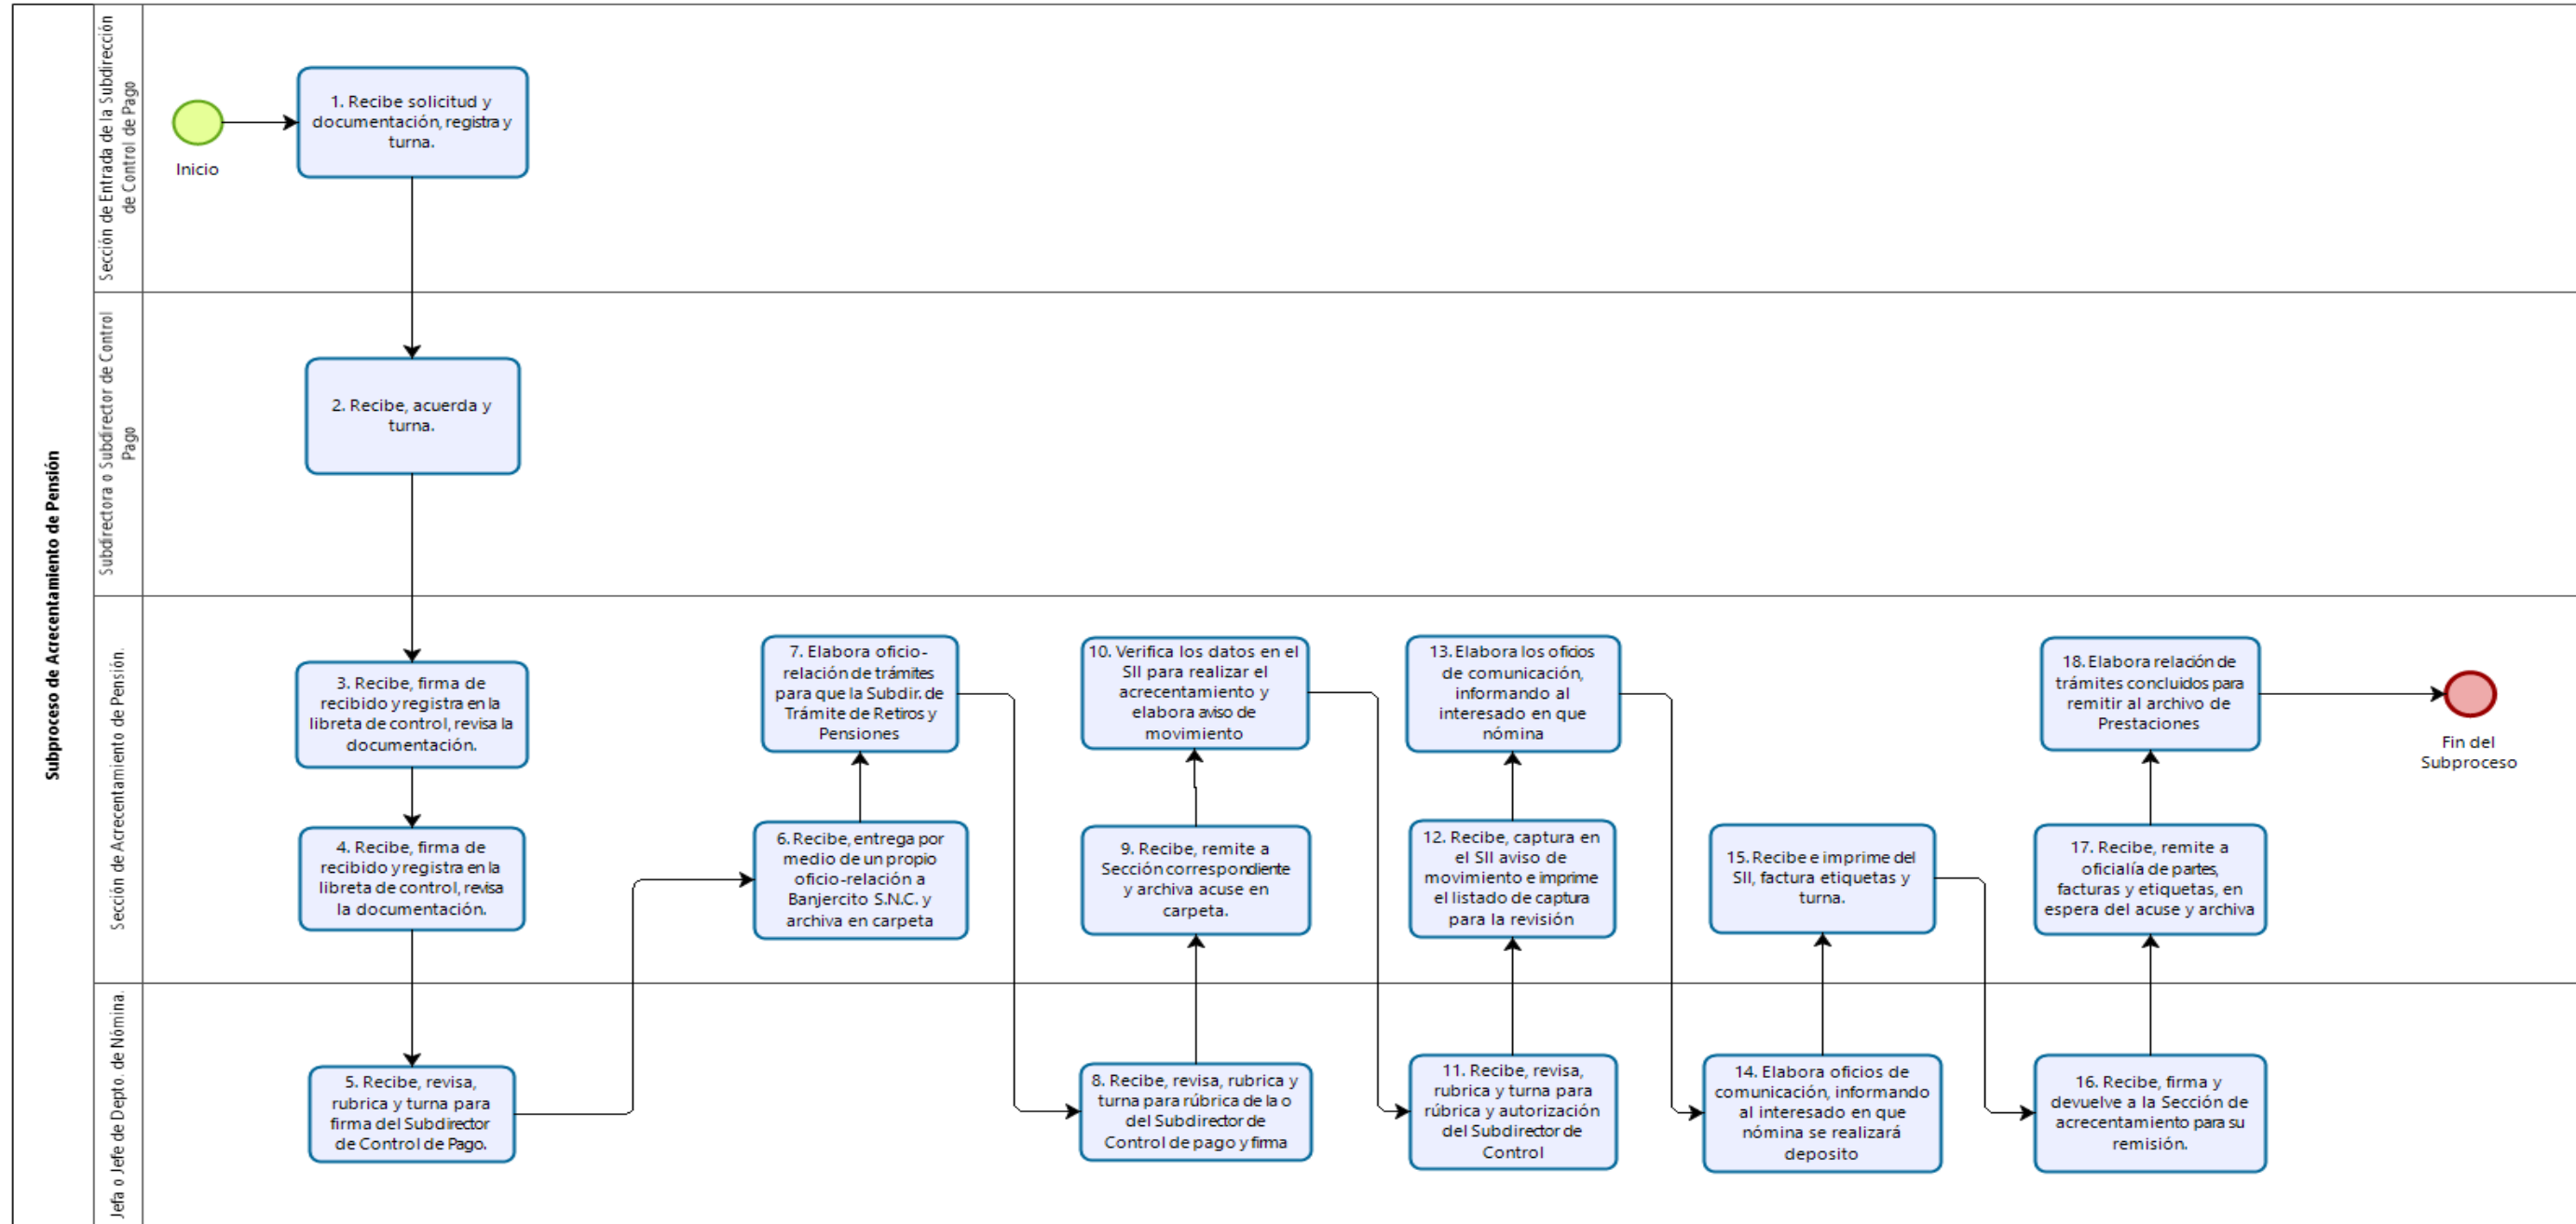 Subproceso de Acrecentamiento de Pensión
Sección de Entrada de la Subdirección
de Control de Pago
Inicio
1. Recibe solicitud y
documentación, registra y
turna.
Subdirectora o Subdirector de Control
Pago
2. Recibe, acuerda y
turna.
Sección de Acrecentamiento de Pensión.
3. Recibe, firma de
recibido y registra en la
libreta de control, revisa la
documentación.
4. Recibe, firma de
recibido y registra en la
libreta de control, revisa
la documentación.
Jefa o Jefe de Depto. de Nómina.
5. Recibe, revisa,
rubrica y turna para
firma del Subdirector
de Control de Pago.
6. Recibe, entrega por
medio de un propio
oficio-relación a
Banjercito S.N.C. y
archiva en carpeta
7. Elabora oficio-
relación de trámites
para que la Subdir. de
Trámite de Retiros y
Pensiones
8. Recibe, revisa, rubrica y
turna para rúbrica de la o
del Subdirector de
Control de pago y firma
9. Recibe, remite a
Sección correspondiente
y archiva acuse en
carpeta.
10. Verifica los datos en el
SII para realizar el
acrecentamiento y
elabora aviso de
movimiento
11. Recibe, revisa,
rubrica y turna para
rúbrica y autorización
del Subdirector de
Control
12. Recibe, captura en
el SII aviso de
movimiento e imprime
el listado de captura
para la revisión
13. Elabora los oficios
de comunicación,
informando al
interesado en que
nómina
14. Elabora oficios de
comunicación, informando
al interesado en que
nómina se realizará
deposito
15. Recibe e imprime del
SII, factura etiquetas y
turna.
16. Recibe, firma y
devuelve a la Sección de
acrecentamiento para su
remisión.
17. Recibe, remite a
oficialía de partes,
facturas y etiquetas, en
espera del acuse y archiva
18. Elabora relación de
trámites concluidos para
remitir al archivo de
Prestaciones
Fin del
Subproceso